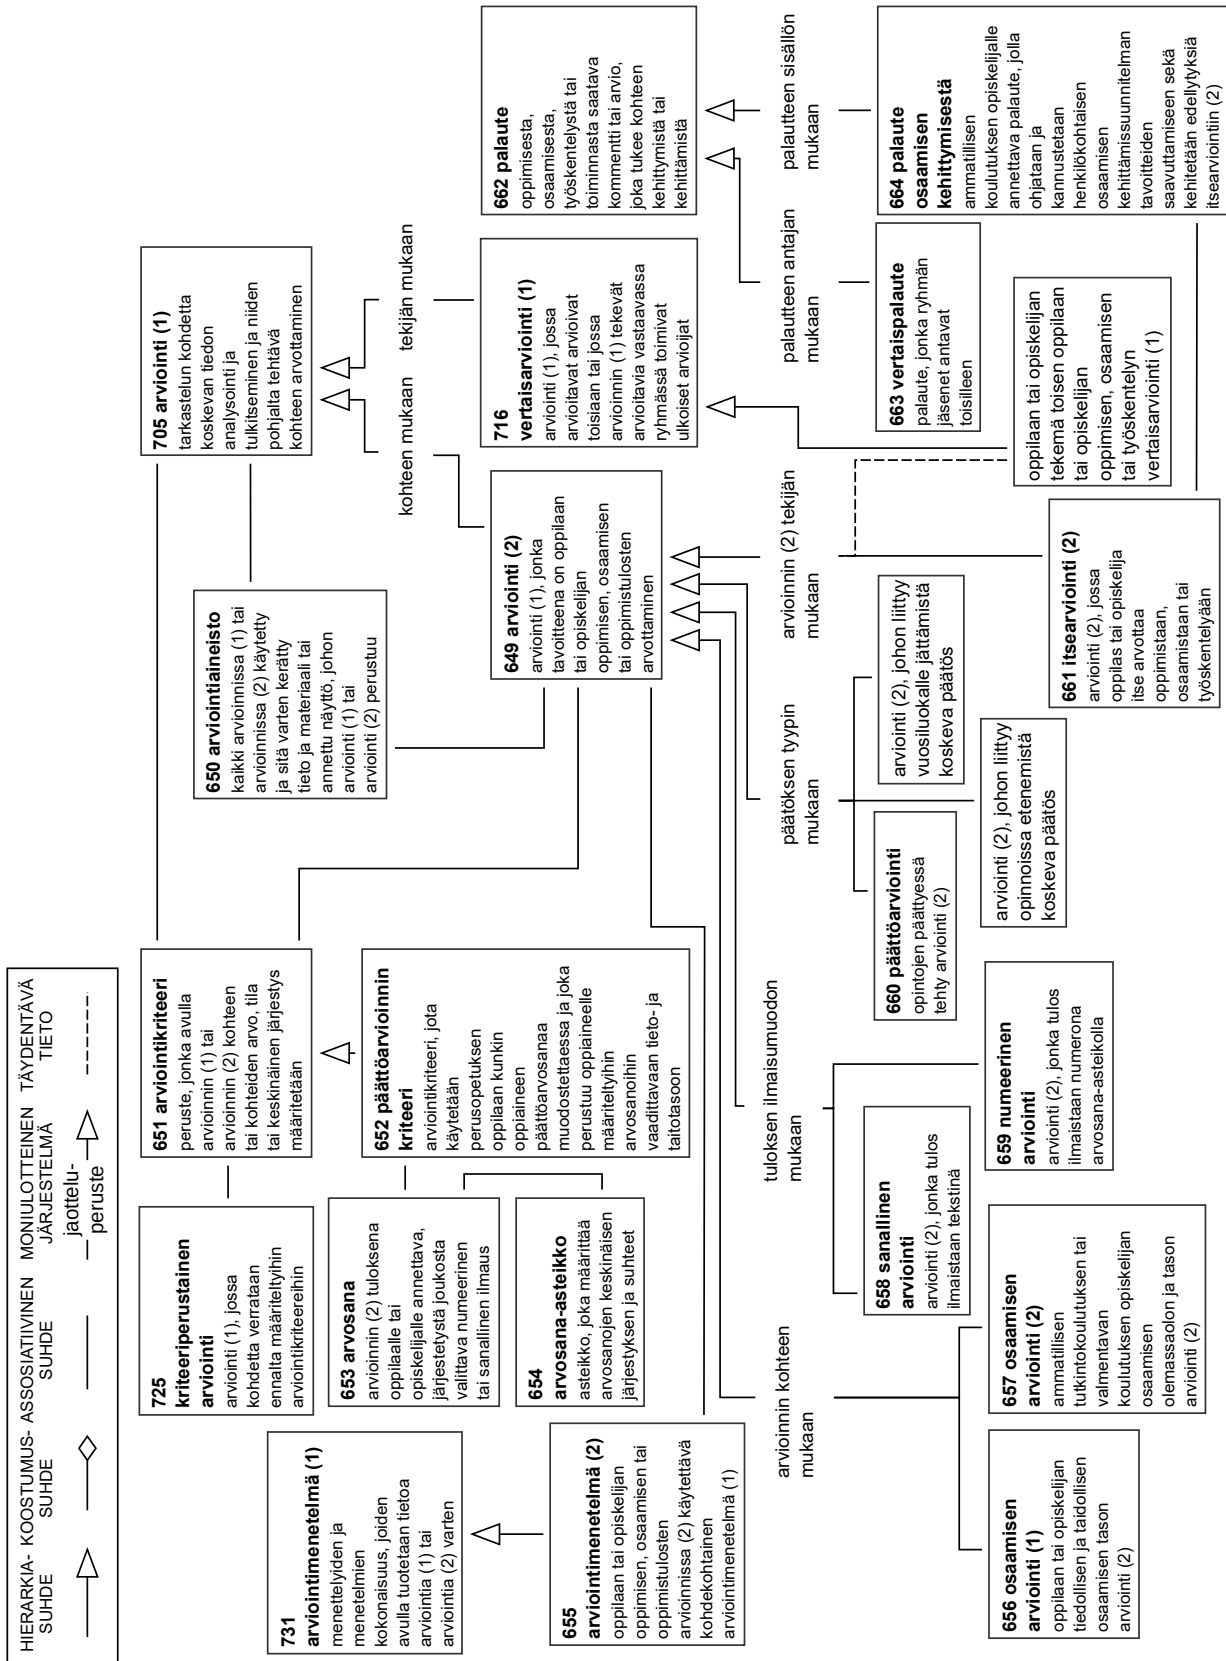 HIERARKIA-
SUHDE
KOOSTUMUS-
SUHDE
ASSOSIATIIVINEN
SUHDE
MONIULOTTEINEN
JÄRJESTELMÄ
jaottelu-
peruste
TÄYDENTÄVÄ
TIETO
705 arviointi (1)
tarkastelun kohdetta
koskevan tiedon
analysointi ja
tulkitseminen ja niiden
pohjalta tehtävä
kohteen arvottaminen
650 arviointiaineisto
kaikki arvioinnissa (1) tai
arvioinnissa (2) käytetty
ja sitä varten kerätty
tieto ja materiaali tai
annettu näyttö, johon
arviointi (1) tai
arviointi (2) perustuu
651 arviointikriteeri
peruste, jonka avulla
arvioinnin (1) tai
arvioinnin (2) kohteen
tai kohteiden arvo, tila
tai keskinäinen järjestys
määritetään
725
kriteeriperustainen
arviointi
arviointi (1), jossa
kohdetta verrataan
ennalta määriteltyihin
arviointikriteereihin
731
arviointimenetelmä (1)
menettelyiden ja
menetelmien
kokonaisuus, joiden
avulla tuotetaan tietoa
arviointia (1) tai
arviointia (2) varten
653 arvosana
arvioinnin (2) tuloksena
oppilaalle tai
opiskelijalle annettava,
järjestetystä joukosta
valittava numeerinen
tai sanallinen ilmaus
652 päättöarvioinnin
kriteeri
arviointikriteeri, jota
käytetään
perusopetuksen
oppilaan kunkin
oppiaineen
päättöarvosanaa
muodostettaessa ja joka
perustuu oppiaineelle
määriteltyihin
arvosanoihin
vaadittavaan tieto- ja
taitotasoon
654
arvosana-asteikko
asteikko, joka määrittää
arvosanojen keskinäisen
järjestyksen ja suhteet
655
arviointimenetelmä (2)
oppilaan tai opiskelijan
oppimisen, osaamisen tai
oppimistulosten
arvioinnissa (2) käytettävä
kohdekohtainen
arviointimenetelmä (1)
kohteen mukaan
tekijän mukaan
649 arviointi (2)
arviointi (1), jonka
tavoitteena on oppilaan
tai opiskelijan
oppimisen, osaamisen
tai oppimistulosten
arvottaminen
716
vertaisarviointi (1)
arviointi (1), jossa
arvioitavat arvioivat
toisiaan tai jossa
arvioinnin (1) tekevät
arvioitavia vastaavassa
ryhmässä toimivat
ulkoiset arvioijat
662 palaute
oppimisesta,
osaamisesta,
työskentelystä tai
toiminnasta saatava
kommentti tai arvio,
joka tukee kohteen
kehittymistä tai
kehittämistä
arvioinnin kohteen
mukaan
tuloksen ilmaisumuodon
mukaan
päätöksen tyypin
mukaan
arvioinnin (2) tekijän
mukaan
palautteen antajan
mukaan
palautteen sisällön
mukaan
656 osaamisen
arviointi (1)
oppilaan tai opiskelijan
tiedollisen ja taidollisen
osaamisen tason
arviointi (2)
657 osaamisen
arviointi (2)
ammatillisen
tutkintokoulutuksen tai
valmentavan
koulutuksen opiskelijan
osaamisen
olemassaolon ja tason
arviointi (2)
658 sanallinen
arviointi
arviointi (2), jonka tulos
ilmaistaan tekstinä
659 numeerinen
arviointi
arviointi (2), jonka tulos
ilmaistaan numerona
arvosana-asteikolla
660 päättöarviointi
opintojen päättyessä
tehty arviointi (2)
arviointi (2), johon liittyy
opinnoissa etenemistä
koskeva päätös
arviointi (2), johon liittyy
vuosiluokalle jättämistä
koskeva päätös
661 itsearviointi (2)
arviointi (2), jossa
oppilas tai opiskelija
itse arvottaa
oppimistaan,
osaamistaan tai
työskentelyään
oppilaan tai opiskelijan
tekemä toisen oppilaan
tai opiskelijan
oppimisen, osaamisen
tai työskentelyn
vertaisarviointi (1)
663 vertaispalaute
palaute, jonka ryhmän
jäsenet antavat
toisilleen
664 palaute
osaamisen
kehittymisestä
ammatillisen
koulutuksen opiskelijalle
annettava palaute, jolla
ohjataan ja
kannustetaan
henkilökohtaisen
osaamisen
kehittämissuunnitelman
tavoitteiden
saavuttamiseen sekä
kehitetään edellytyksiä
itsearviointiin (2)